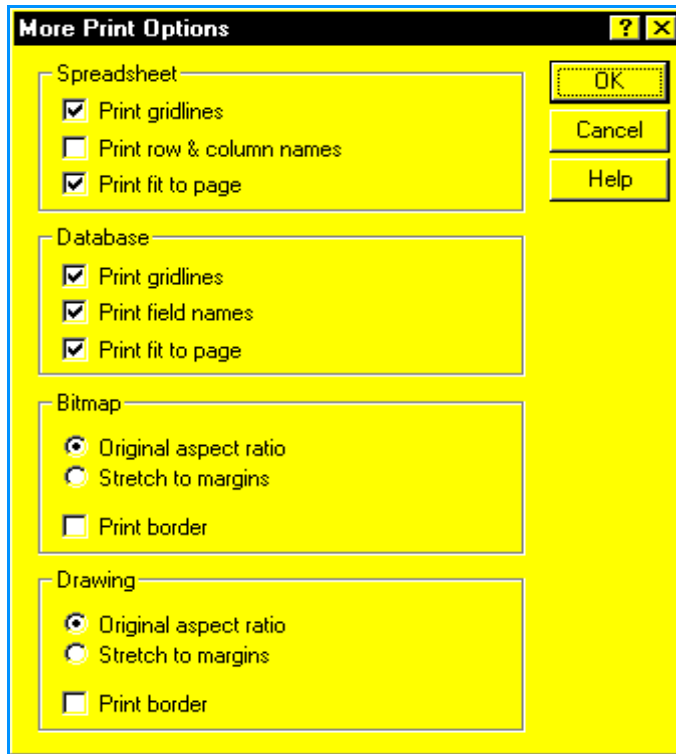 More Print Options
Spreadsheet
Print gridlines
Print row & column names
Print fit to page
OK
Cancel
Help
Database
Print gridlines
Print field names
Print fit to page
Bitmap
Original aspect ratio
Stretch to margins
Print border
Drawing
Original aspect ratio
Stretch to margins
Print border